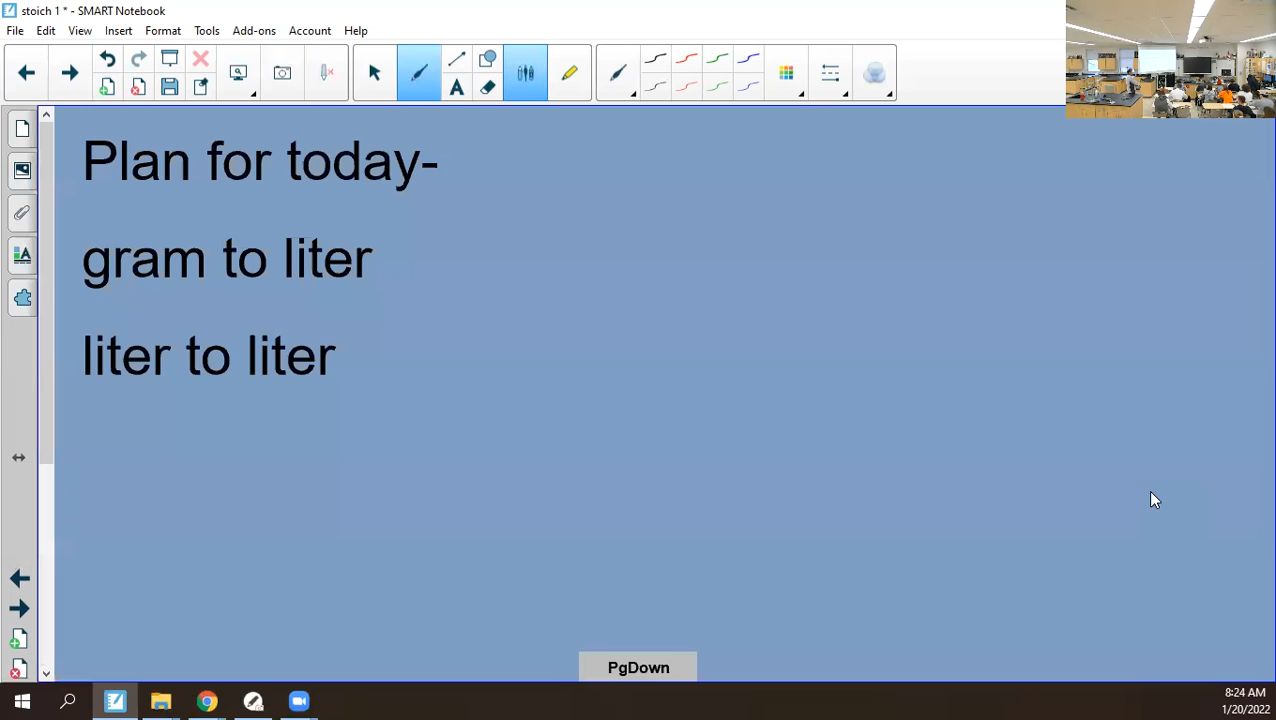 stoich 1 * - SMART Notebook
File Edit View Insert Format Tools Add-ons Account Help
Plan for today-
gram to liter
liter to liter
PgDown
8:24 AM
1/20/2022